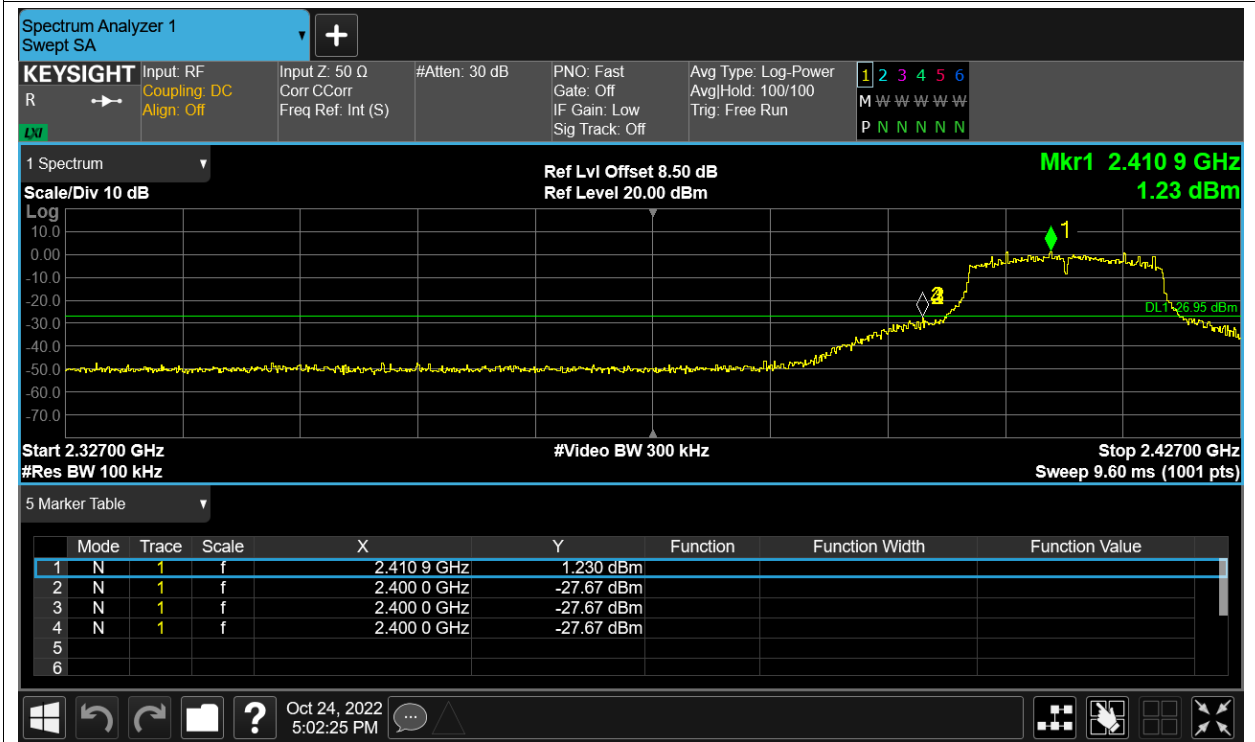 Spectrum Analyzer 1
Swept SA
+
KEYSIGHT Input: RF Input Z: 50 Ω #Atten: 30 dB PNO: Fast Avg Type: Log-Power 1 2 3 4 5 6
R Coupling: DC Corr CCorr Gate: Off Avg|Hold: 100/100 M W W W W W
Align: Off Freq Ref: Int (S) IF Gain: Low Trig: Free Run
LXI Sig Track: Off P N N N N N
1 Spectrum Ref Lvl Offset 8.50 dB Mkr1 2.410 9 GHz
Scale/Div 10 dB Ref Level 20.00 dBm 1.23 dBm
Log
10.0
1
0.00
-10.0
-20.0
-30.0
DL1 -26.95 dBm
-40.0
-50.0
-60.0
-70.0
Start 2.32700 GHz #Video BW 300 kHz Stop 2.42700 GHz
#Res BW 100 kHz Sweep 9.60 ms (1001 pts)
5 Marker Table
Mode Trace Scale X Y Function Function Width Function Value
1 N 1 f 2.410 9 GHz 1.230 dBm
2 N 1 f 2.400 0 GHz -27.67 dBm
3 N 1 f 2.400 0 GHz -27.67 dBm
4 N 1 f 2.400 0 GHz -27.67 dBm
5
6
? Oct 24, 2022
5:02:25 PM